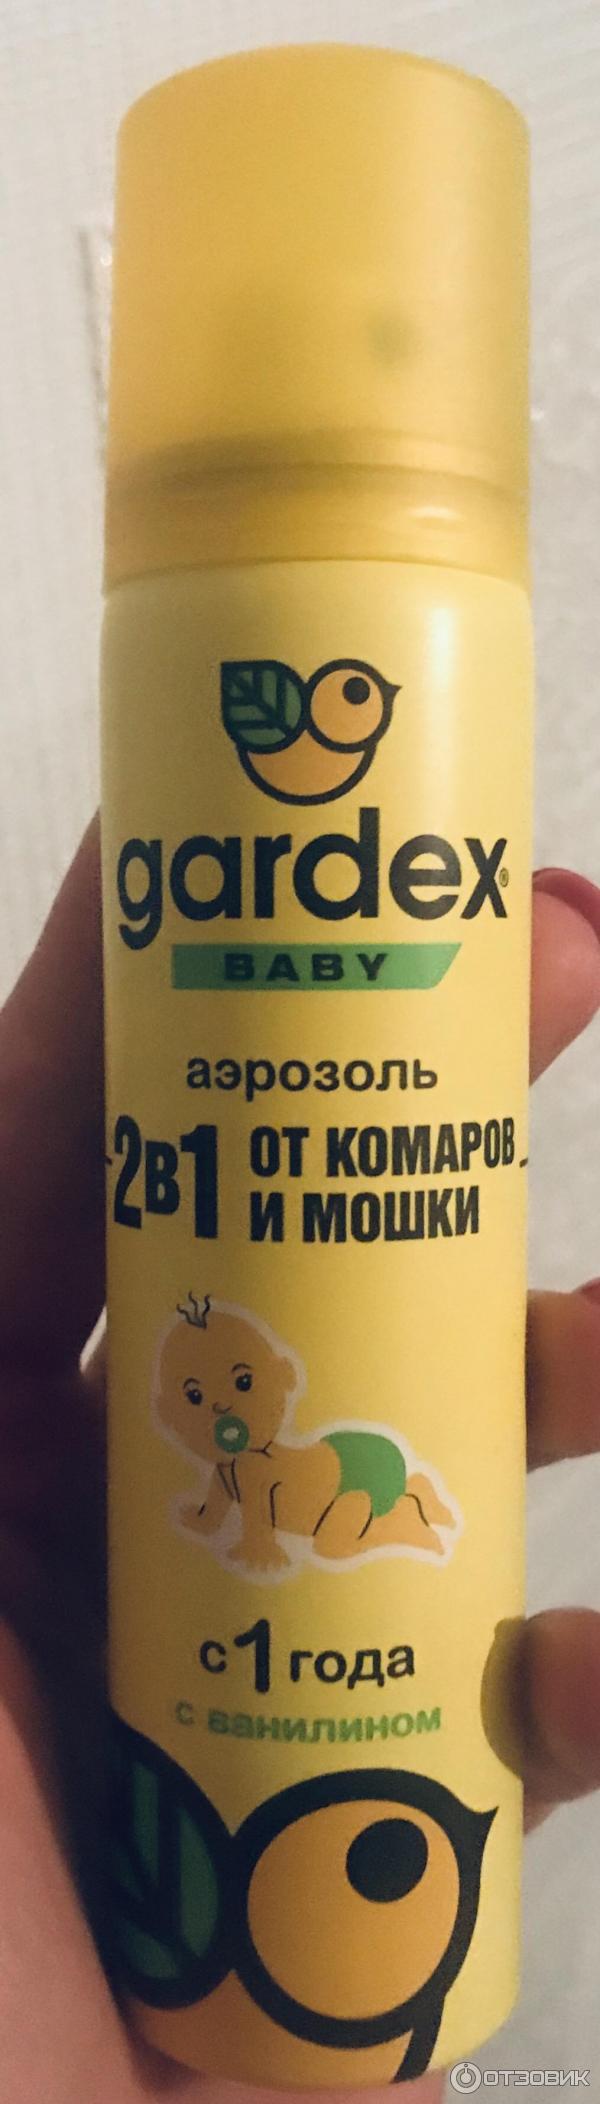 gardex®
BABY
аэрозоль
2в1 ОТ КОМАРОВ
И МОШКИ
с 1 года
с ванилином
ОТЗОВИК